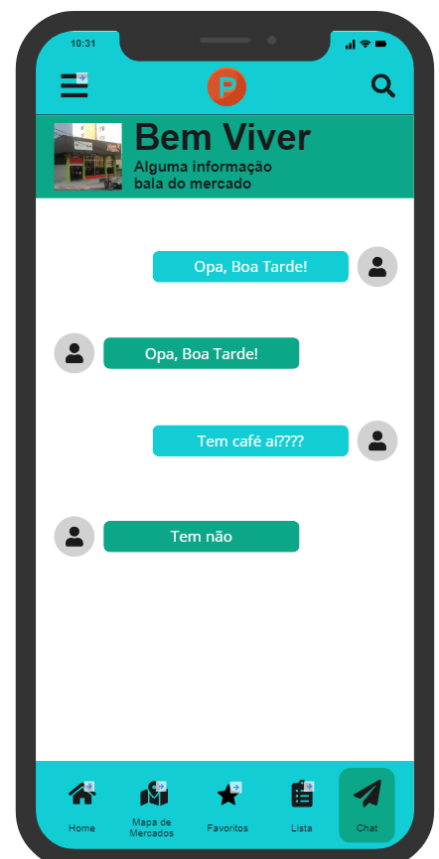 10:31
P
Bem Viver
Alguma informação
bala do mercado
Opa, Boa Tarde!
Opa, Boa Tarde!
Tem café aí????
Tem não
Home
Mapa de
Mercados
Favoritos
Lista
Chat